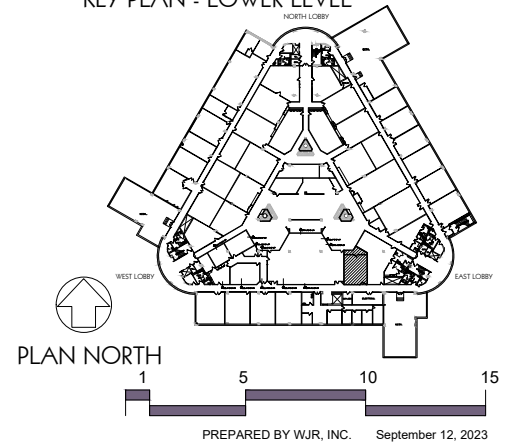 KEY PLAN - LOWER LEVEL
NORTH LOBBY
WEST LOBBY
EAST LOBBY
PLAN NORTH
1 5 10 15
PREPARED BY WJR, INC. September 12, 2023